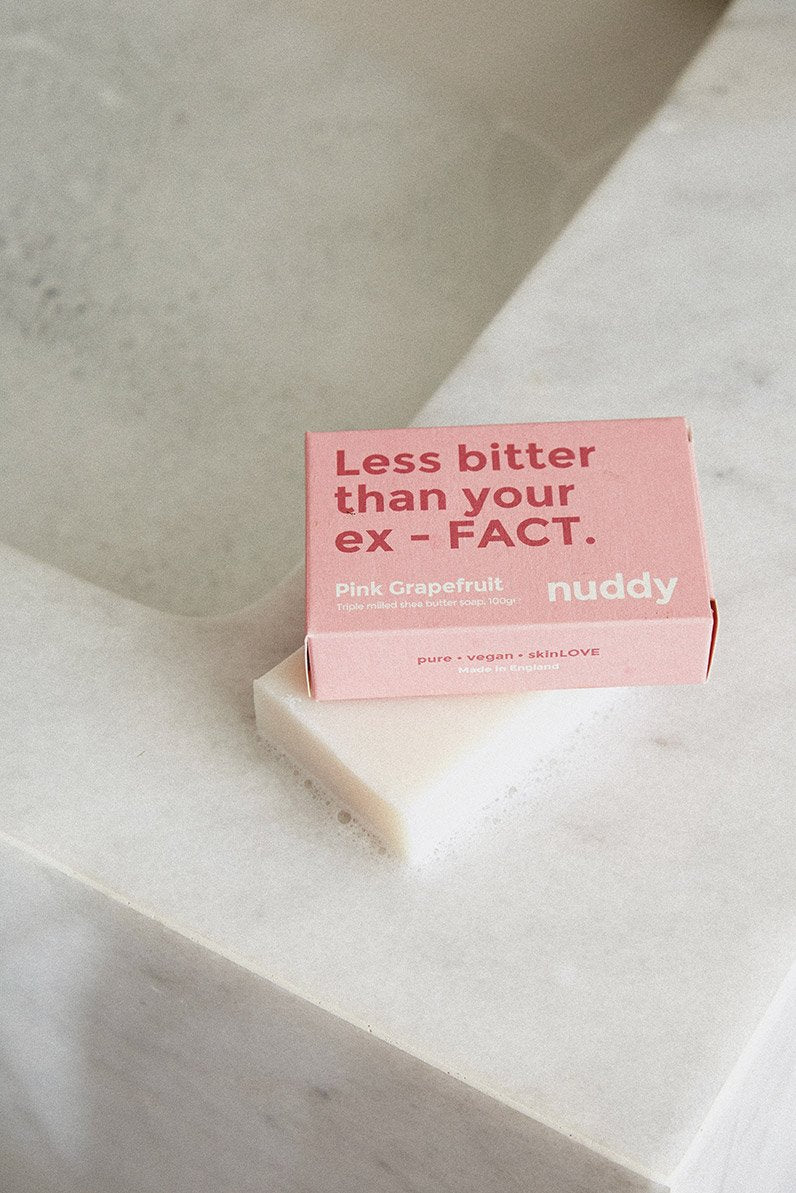 Less bitter
than your
ex – FACT.
Pink Grapefruit
nuddy
Triple milled shea butter soap, 100g℮
pure • vegan • skinLOVE
Made in England